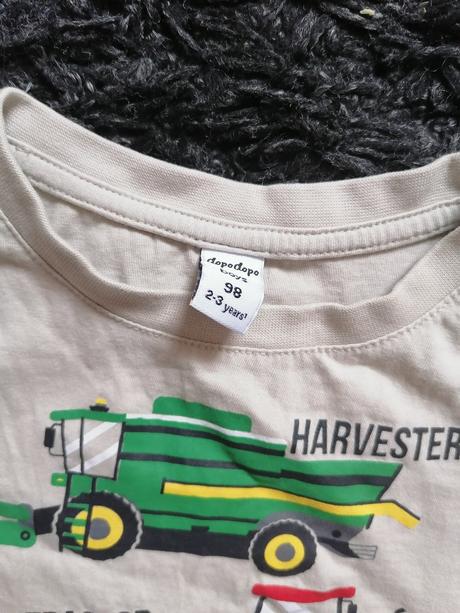 dopodopo
boys
98
2-3 years
HARVESTER